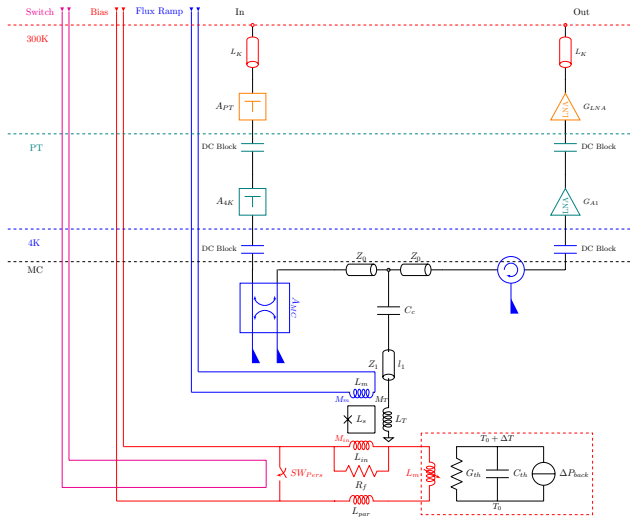 Switch Bias Flux Ramp In Out
300K
L_K L_K
A_PT G_LNA
LNA
PT DC Block DC Block
A_4K G_A1
LNA
4K DC Block DC Block
MC Z_0 Z_0
A_MC C_c
Z_1 l_1
L_m
M_m M_T
L_s L_T
M_in T_0 + ΔT
L_in
SW_Pers L_m G_th C_th ΔP_back
R_f
L_par T_0